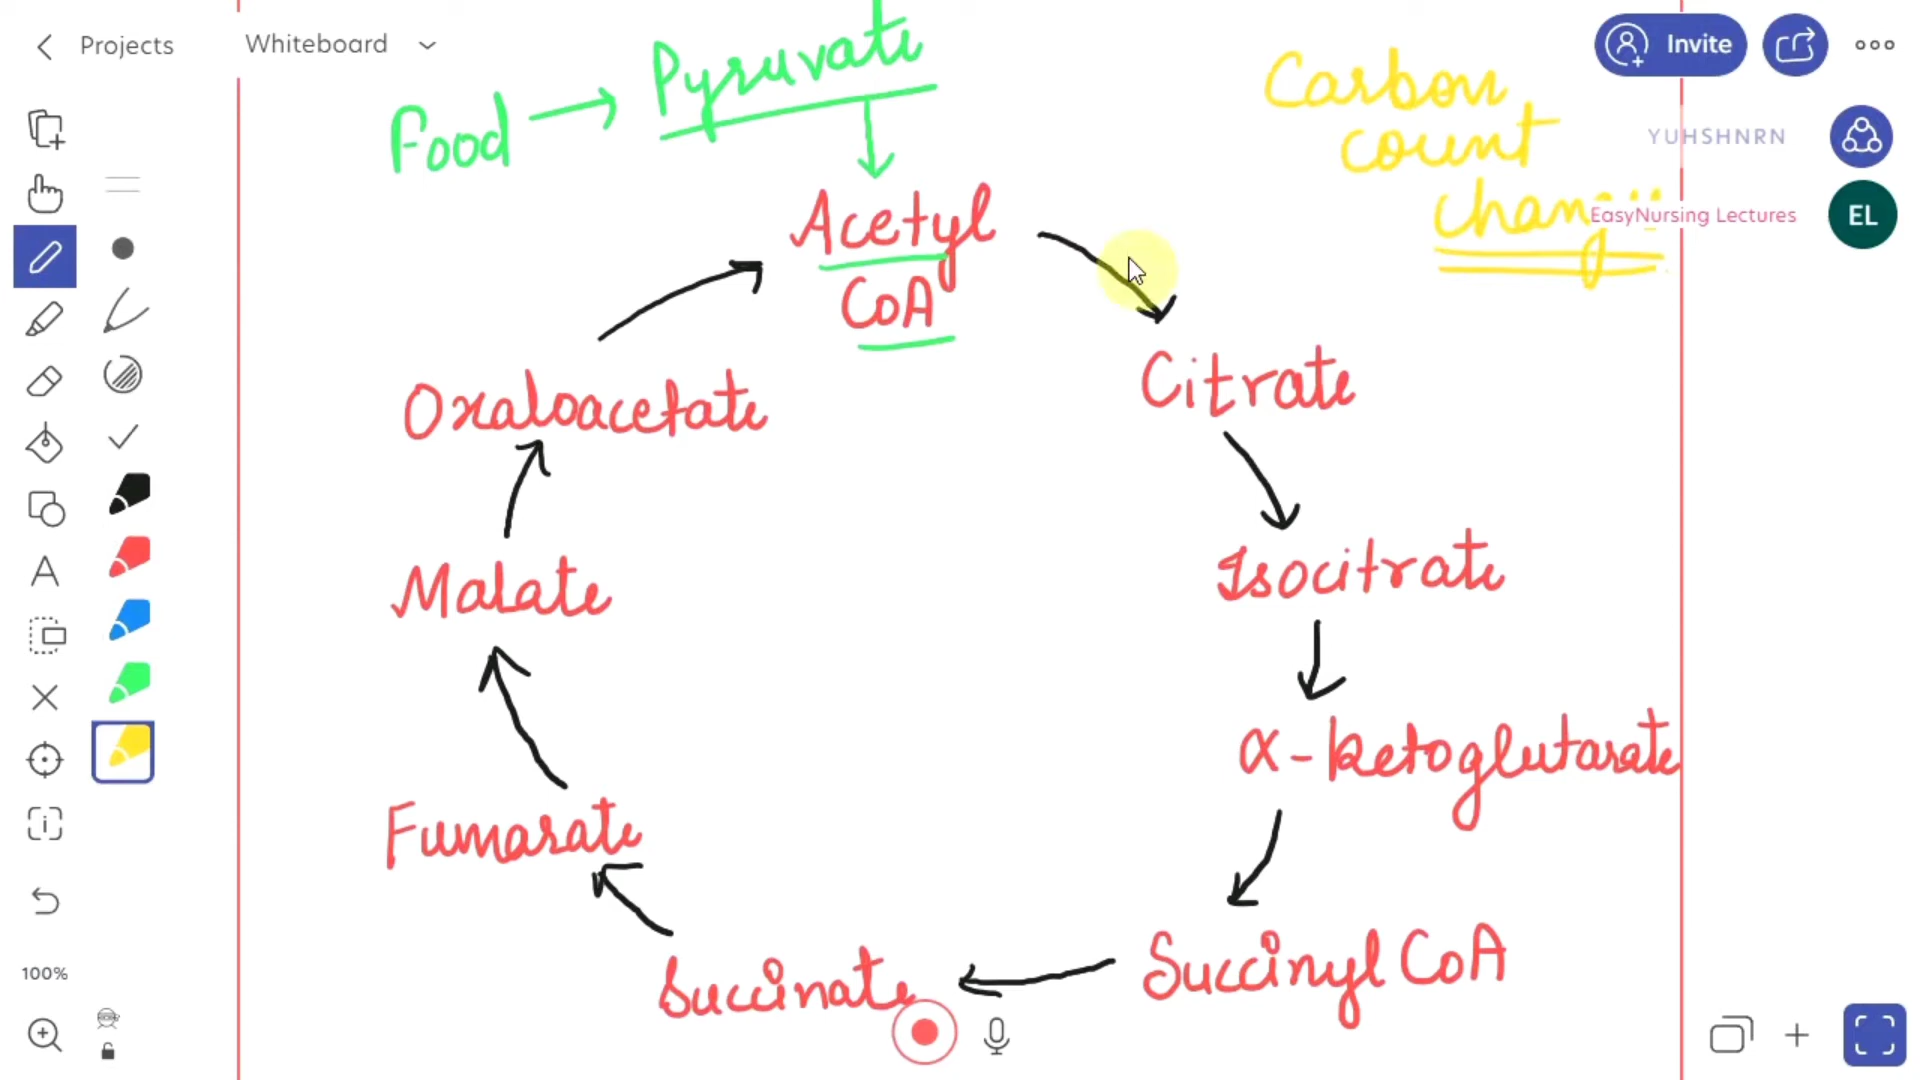 Projects
Whiteboard
Invite
YUHSHNRN
EasyNursing Lectures
EL
Food
Pyruvate
Carbon
count
Acetyl
CoA
Oxaloacetate
Citrate
Malate
Isocitrate
α-ketoglutarate
Fumarate
Succinate
Succinyl CoA
100%